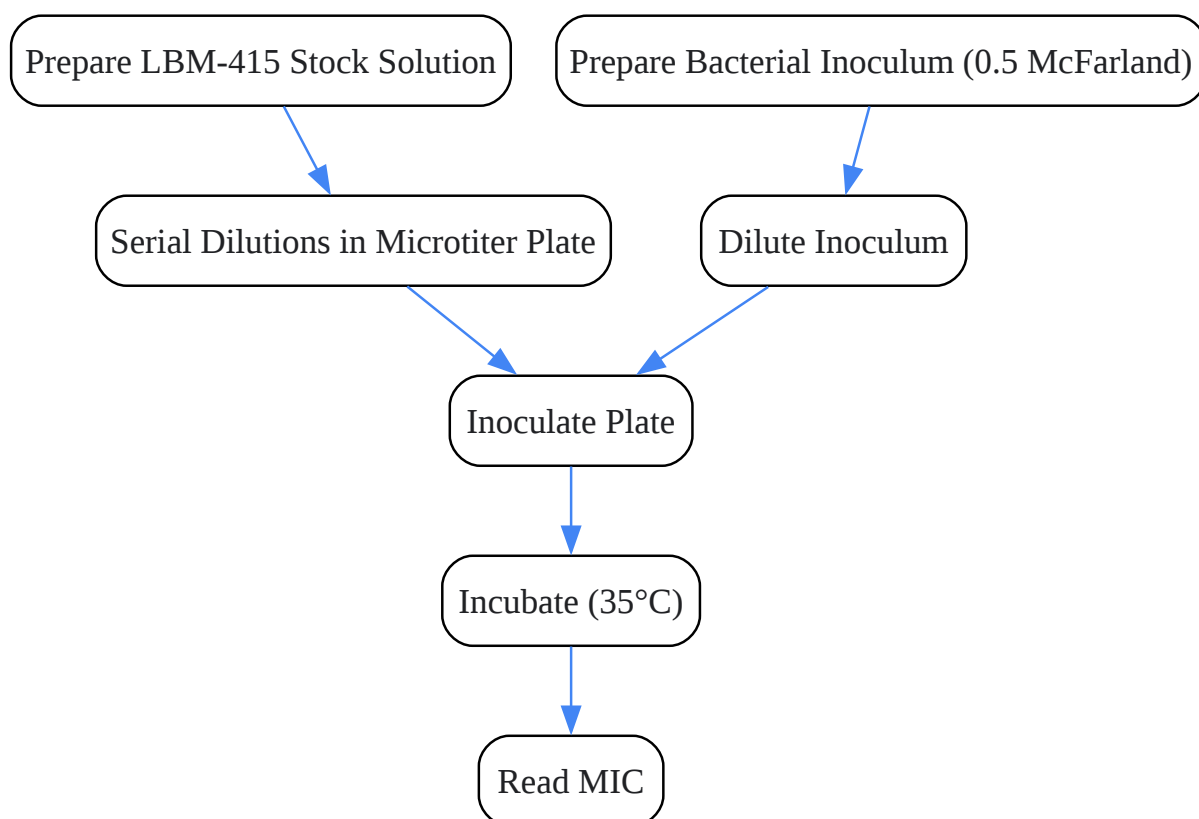 Prepare LBM-415 Stock Solution
Prepare Bacterial Inoculum (0.5 McFarland)
Serial Dilutions in Microtiter Plate
Dilute Inoculum
Inoculate Plate
Incubate (35°C)
Read MIC